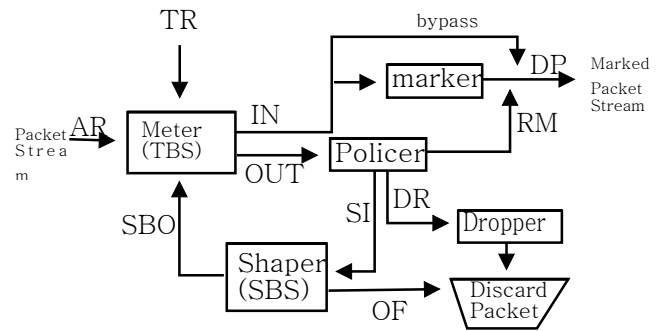 TR
bypass
marker
DP
Marked
Packet
Stream
Packet
Strea
m
AR
Meter
(TBS)
IN
OUT
Policer
RM
SBO
SI
DR
Dropper
Shaper
(SBS)
OF
Discard
Packet